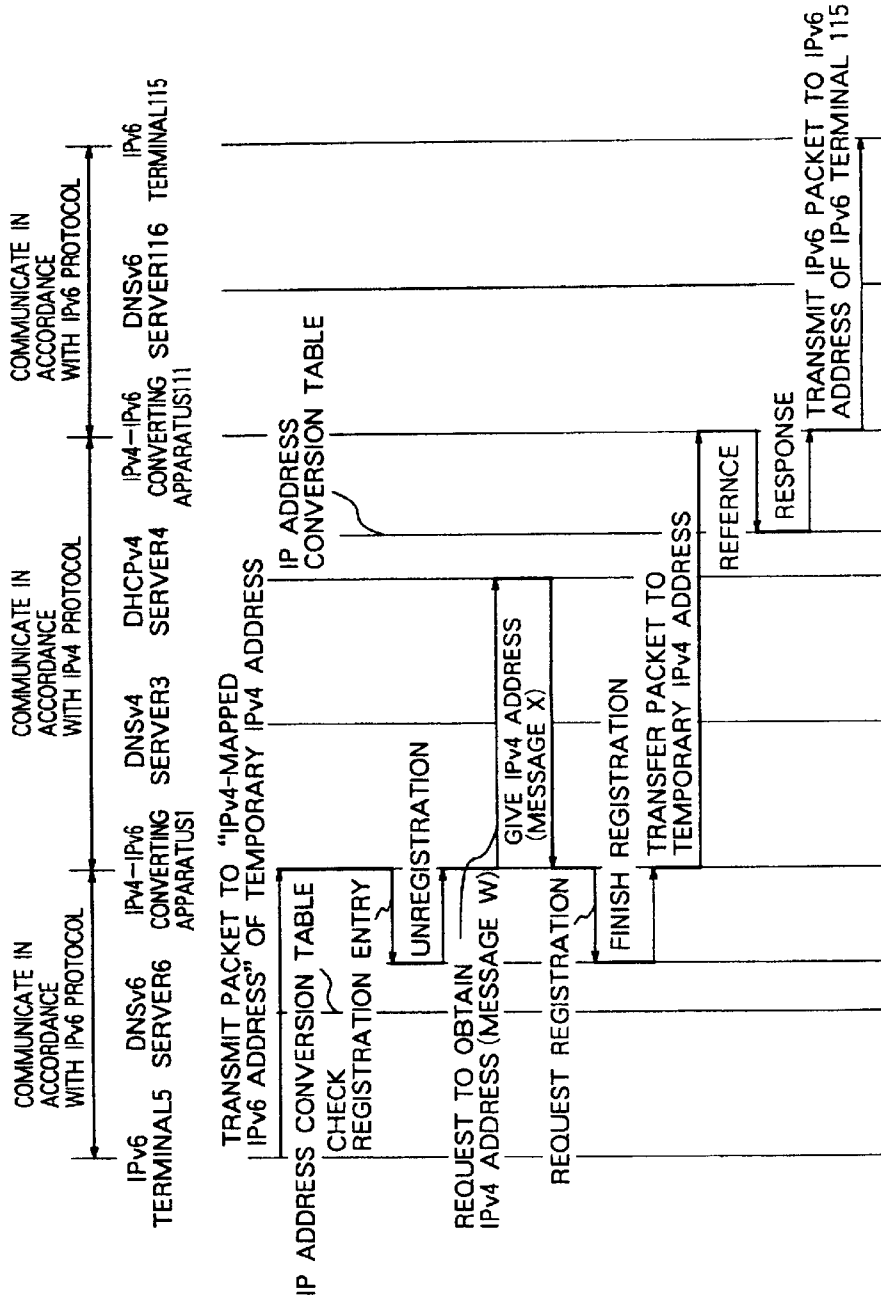 COMMUNICATE IN
ACCORDANCE
WITH IPv6 PROTOCOL
COMMUNICATE IN
ACCORDANCE
WITH IPv4 PROTOCOL
COMMUNICATE IN
ACCORDANCE
WITH IPv6 PROTOCOL
IPv6
TERMINAL5
DNSv6
SERVER6
IPv4-IPv6
CONVERTING
APPARATUS1
DNSv4
SERVER3
DHCPv4
SERVER4
IPv4-IPv6
CONVERTING
APPARATUS111
DNSv6
SERVER116
IPv6
TERMINAL115
TRANSMIT PACKET TO "IPv4-MAPPED
IPv6 ADDRESS" OF TEMPORARY IPv4 ADDRESS
IP ADDRESS CONVERSION TABLE
CHECK
REGISTRATION ENTRY
IP ADDRESS
CONVERSION TABLE
UNREGISTRATION
REQUEST TO OBTAIN
IPv4 ADDRESS (MESSAGE W)
GIVE IPv4 ADDRESS
(MESSAGE X)
REQUEST REGISTRATION
FINISH REGISTRATION
TRANSFER PACKET TO
TEMPORARY IPv4 ADDRESS
REFERNCE
RESPONSE
TRANSMIT IPv6 PACKET TO IPv6
ADDRESS OF IPv6 TERMINAL 115